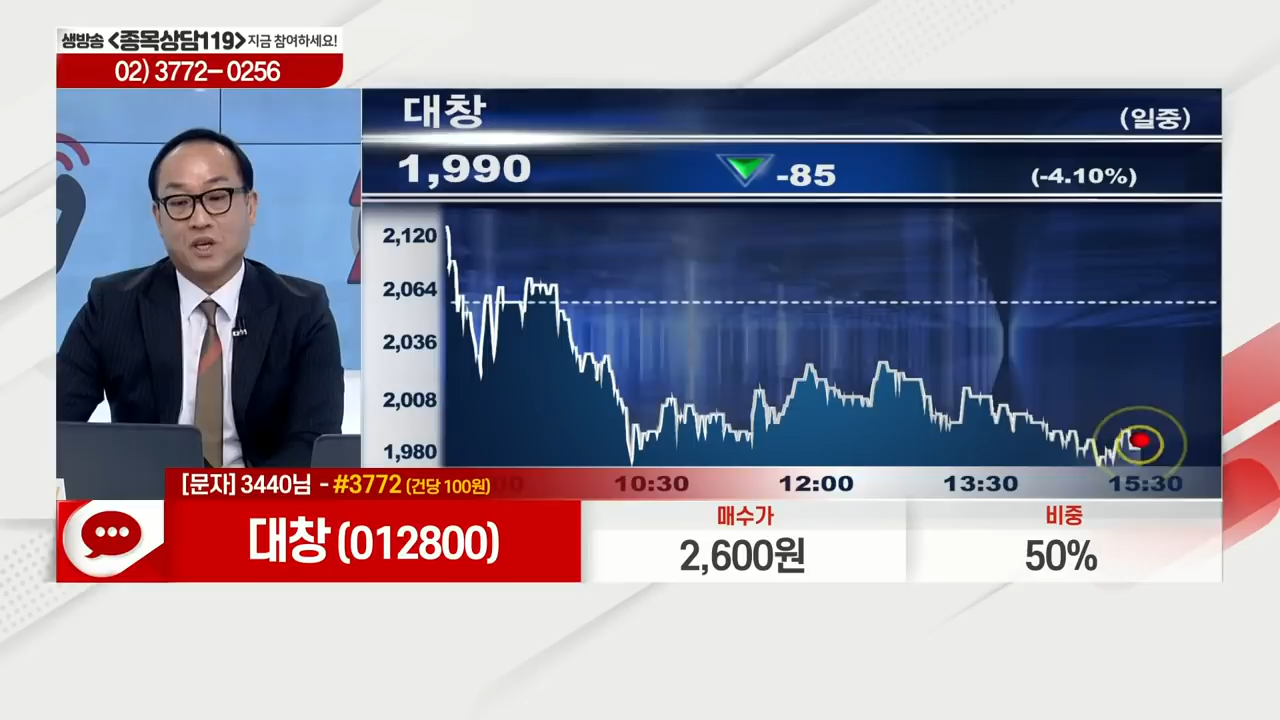 생방송 <종목상담119> 지금 참여하세요!
02) 3772-0256
대창
(일중)
1,990
-85
(-4.10%)
2,120
2,064
2,036
2,008
1,980
10:30
12:00
13:30
15:30
[문자] 3440님 - #3772 (건당 100원)
대창 (012800)
매수가
2,600원
비중
50%